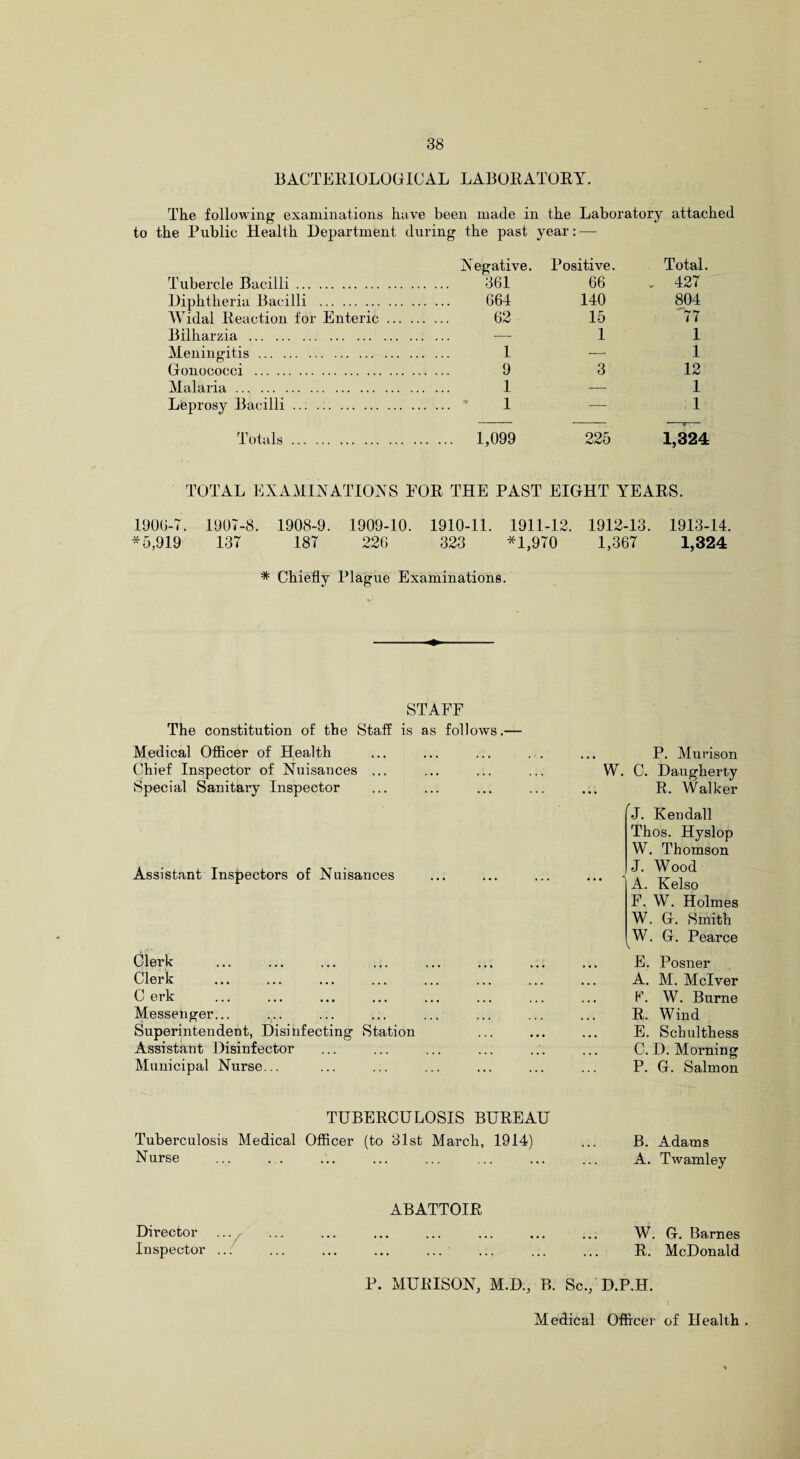 38
BACTERIOLOGICAL LABORATORY.
The following examinations have been made in the Laboratory attached
to the Public Health Department during the past year:—
Negative. Positive. Total.
Tubercle Bacilli ... ... ... ... ... ... ... 361 66 427
Diphtheria Bacilli ... ... ... ... ... ... ... 664 140 804
Widal Reaction for Enteric ... ... ... 62 15 77
Bilharzia ... ... ... ... ... ... ... ... — 1 1
Meningitis ... ... ... ... ... ... ... ... 1 — 1
Gonococci ... ... ... ... ... ... ... ... 9 3 12
Malaria ... ... ... ... ... ... ... ... 1 — 1
Leprosy Bacilli ... ... ... ... ... ... ... 1 — 1
Totals ... ... ... ... ... ... 1,099 225 1,324
TOTAL EXAMINATIONS FOR THE PAST EIGHT YEARS.
1906-7. 1907-8. 1908-9. 1909-10. 1910-11. 1911-12. 1912-13. 1913-14.
*5,919 137 187 226 323 *1,970 1,367 1,324
* Chiefly Plague Examinations.
STAFF
The constitution of the Staff is as follows.—
Medical Officer of Health ... ... ... ... ... P. Murison
Chief Inspector of Nuisances ... ... ... ... W. C. Daugherty
Special Sanitary Inspector ... ... ... ... ... R. Walker
J. Kendall
Thos. Hyslop
W. Thomson
J. Wood
Assistant Inspectors of Nuisances ... ... ... ...
A. Kelso
F. W. Holmes
W. G. Smith
W. G. Pearce
Clerk ... ... ... ... ... ... ... ... ... E. Posner
Clerk ... ... ... ... ... ... ... ... ... A. M. McIver
C erk ... ... ... ... ... ... ... ... ... F. W. Burne
Messenger... ... ... ... ... ... ... ... R. Wind
Superintendent, Disinfecting Station ... ... ... E. Schulthess
Assistant Disinfector ... ... ... ... ... ... C. D. Morning
Municipal Nurse... ... ... ... ... ... ... P. G. Salmon
TUBERCULOSIS BUREAU
Tuberculosis Medical Officer (to 31st March, 1914) ... B. Adams
Nurse ... ... ... ... ... ... ... ... A. Twamley
ABATTOIR
Director ... ... ... ... ... ... ... ... W. G. Barnes
Inspector ... ... ... ... ... ... ... ... R. McDonald
P. MURISON, M.D., B. Sc., D.P.H.
Medical Officer of Health.